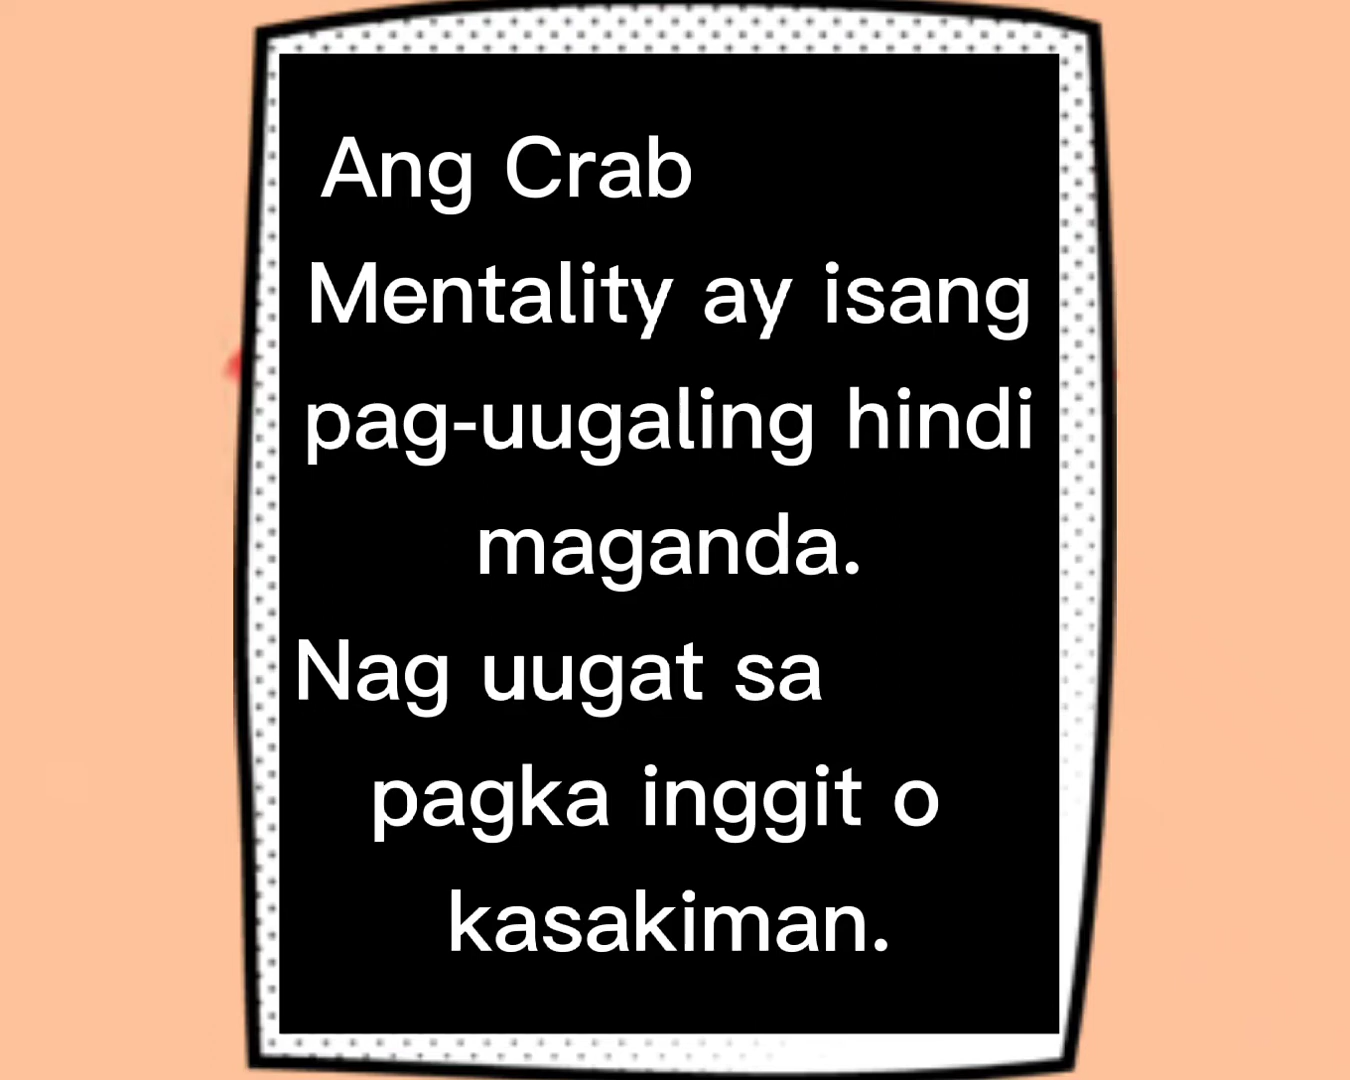 Ang Crab
Mentality ay isang
pag-uugaling hindi
maganda.
Nag uugat sa
pagka inggit o
kasakiman.